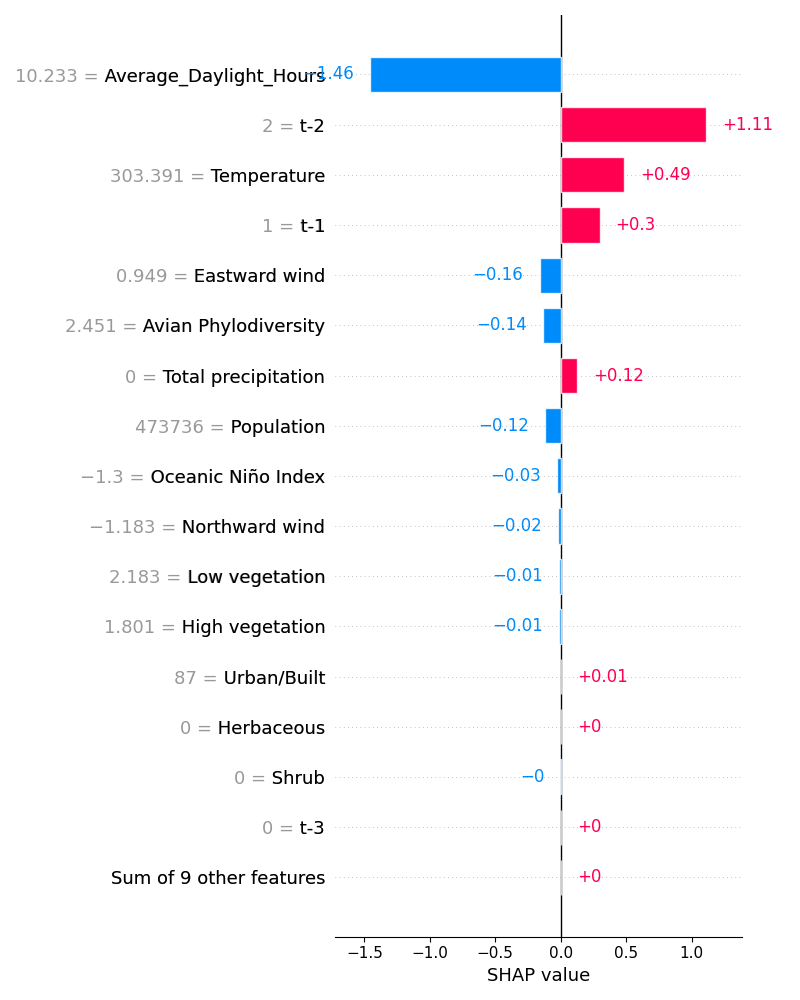 10.233 = Average_Daylight_Hours −1.46
2 = t-2 +1.11
303.391 = Temperature +0.49
1 = t-1 +0.3
0.949 = Eastward wind −0.16
2.451 = Avian Phylodiversity −0.14
0 = Total precipitation +0.12
473736 = Population −0.12
−1.3 = Oceanic Niño Index −0.03
−1.183 = Northward wind −0.02
2.183 = Low vegetation −0.01
1.801 = High vegetation −0.01
87 = Urban/Built +0.01
0 = Herbaceous +0
0 = Shrub −0
0 = t-3 +0
Sum of 9 other features +0
−1.5 −1.0 −0.5 0.0 0.5 1.0
SHAP value